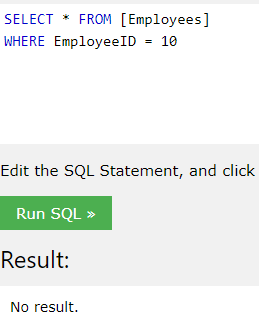 SELECT * FROM [Employees]
WHERE EmployeeID = 10
Edit the SQL Statement, and click
Run SQL »
Result:
No result.